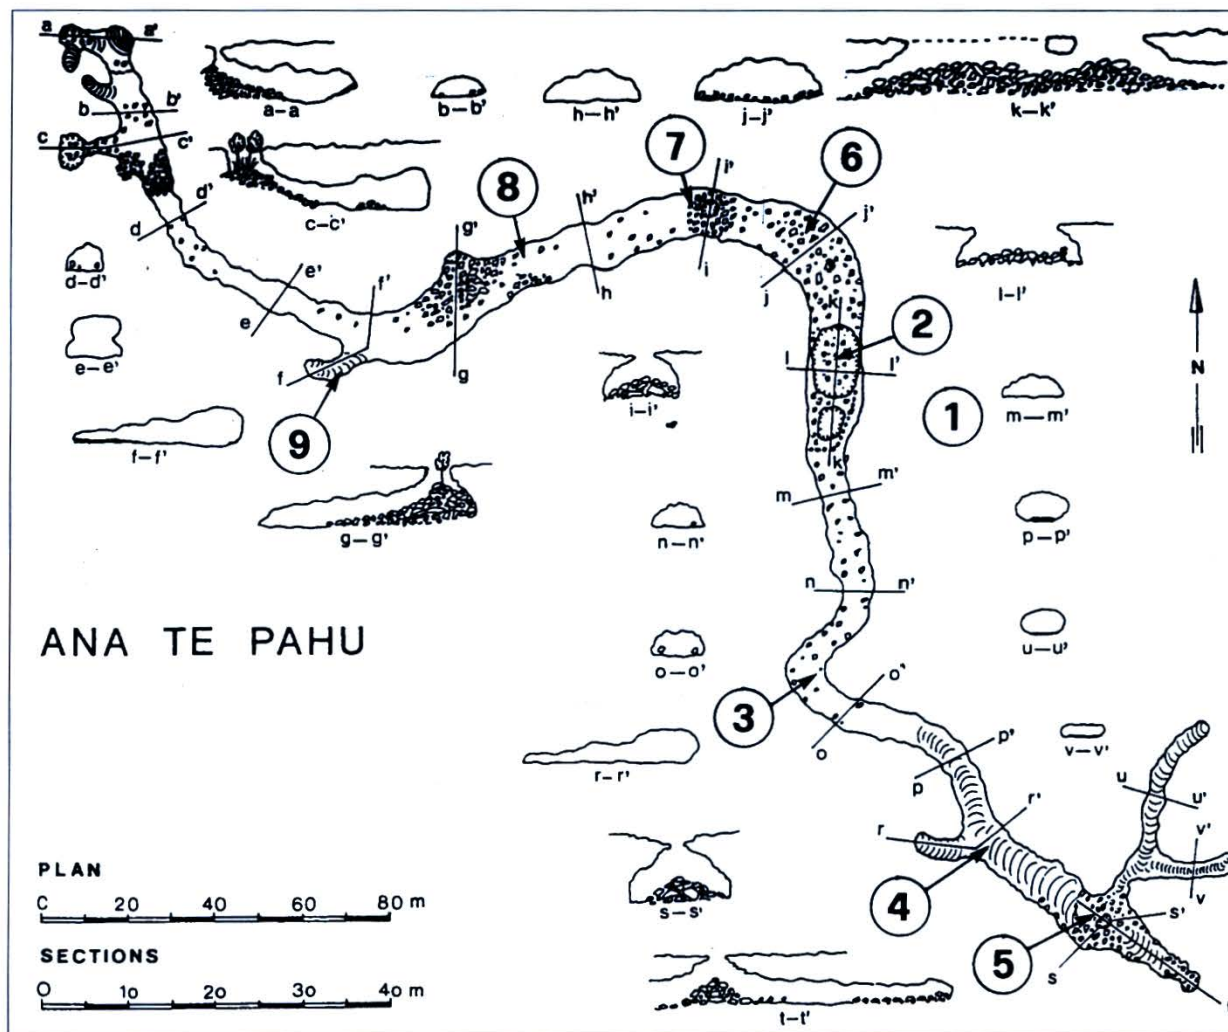 a a'
a–a
b–b'
h–h'
j–j'
k–k'
b b'
c c'
c–c'
7 i'
6
8
h'
j'
d d'
g'
d–d'
i
l–l'
e'
f'
h
j
k
e
2
e–e'
l l'
N
f
g
i–i'
1
m–m'
9
f–f'
k'
m m'
g–g'
n–n'
p–p'
n n'
ANA TE PAHU
o–o'
u–u'
o'
3
o
p'
v–v'
r–r'
p
u
u'
r'
r
v'
PLAN
4
v
C 20 40 60 80 m
s–s'
s'
SECTIONS
5
s
0 10 20 30 40 m
t–t'